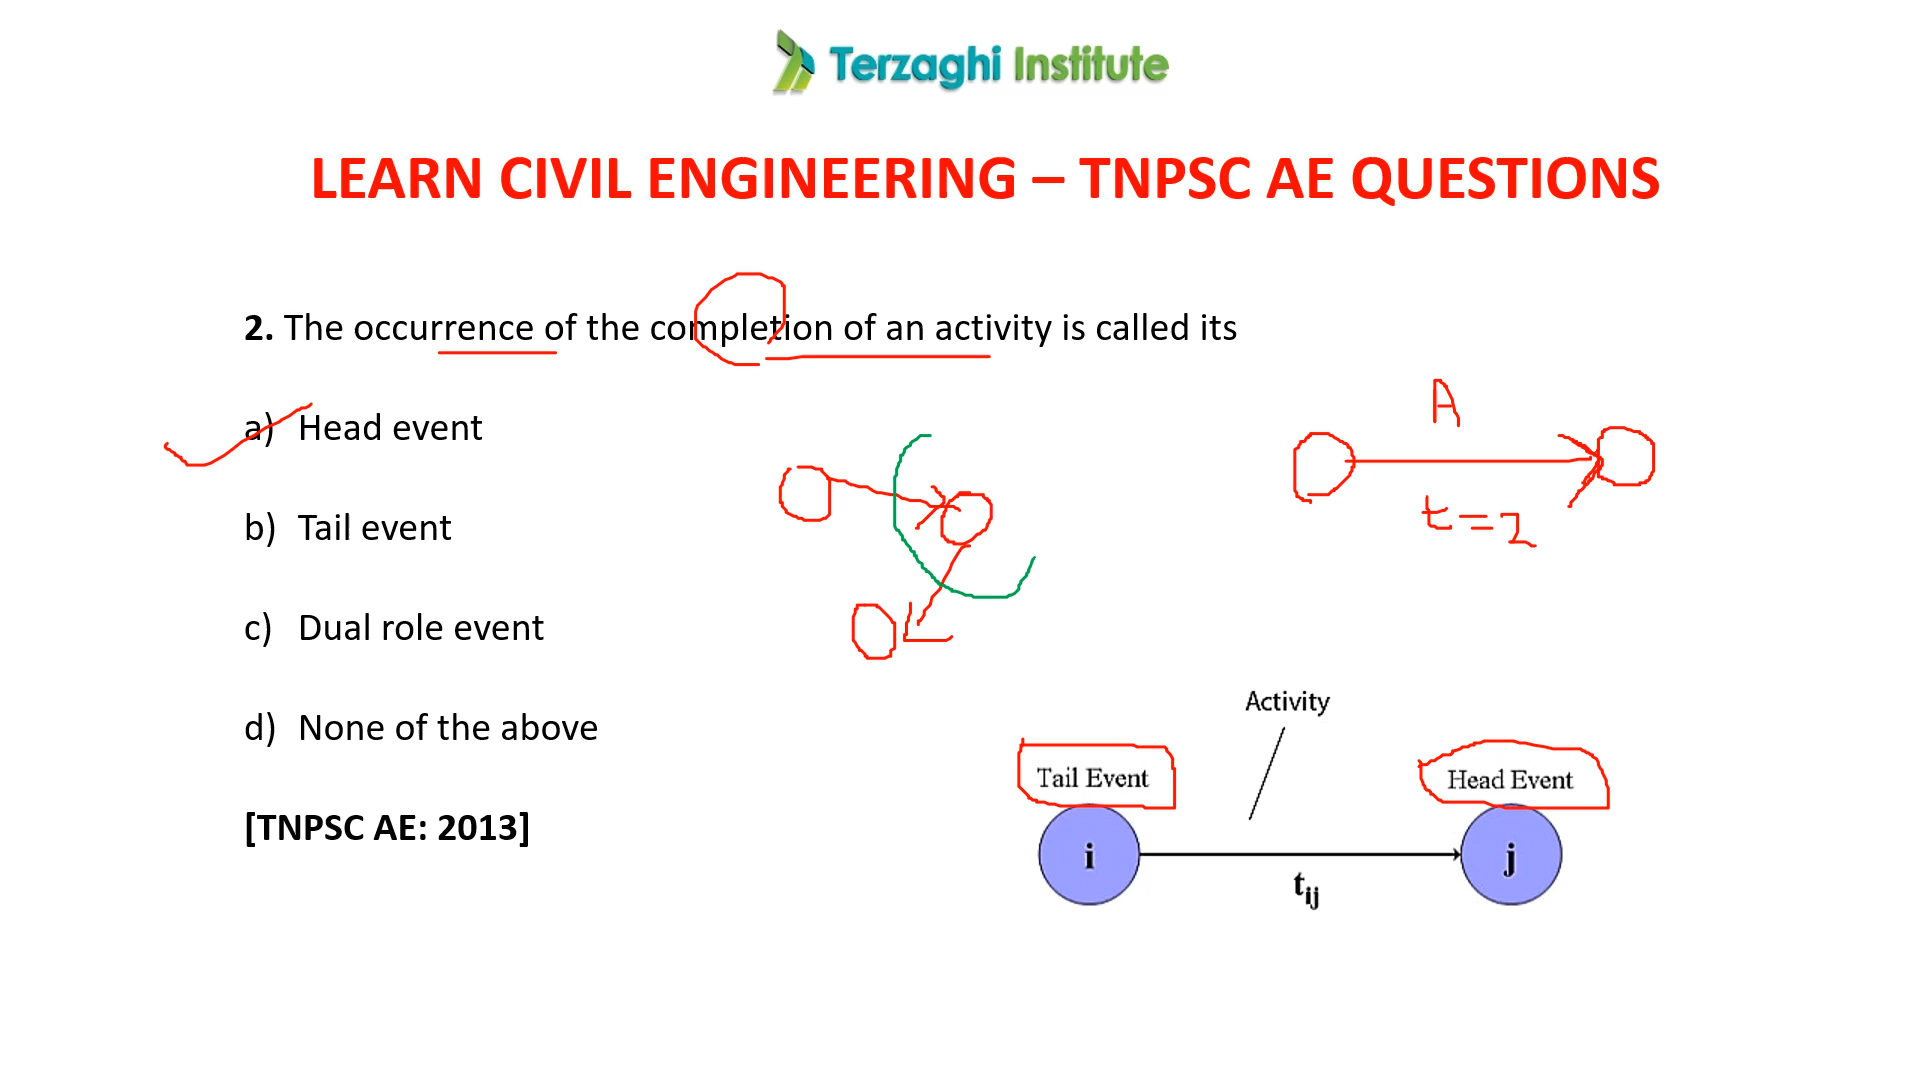 Terzaghi Institute
LEARN CIVIL ENGINEERING – TNPSC AE QUESTIONS
2. The occurrence of the completion of an activity is called its
a) Head event
b) Tail event
c) Dual role event
d) None of the above
[TNPSC AE: 2013]
A
t = 2
Activity
Tail Event
Head Event
i
j
tij